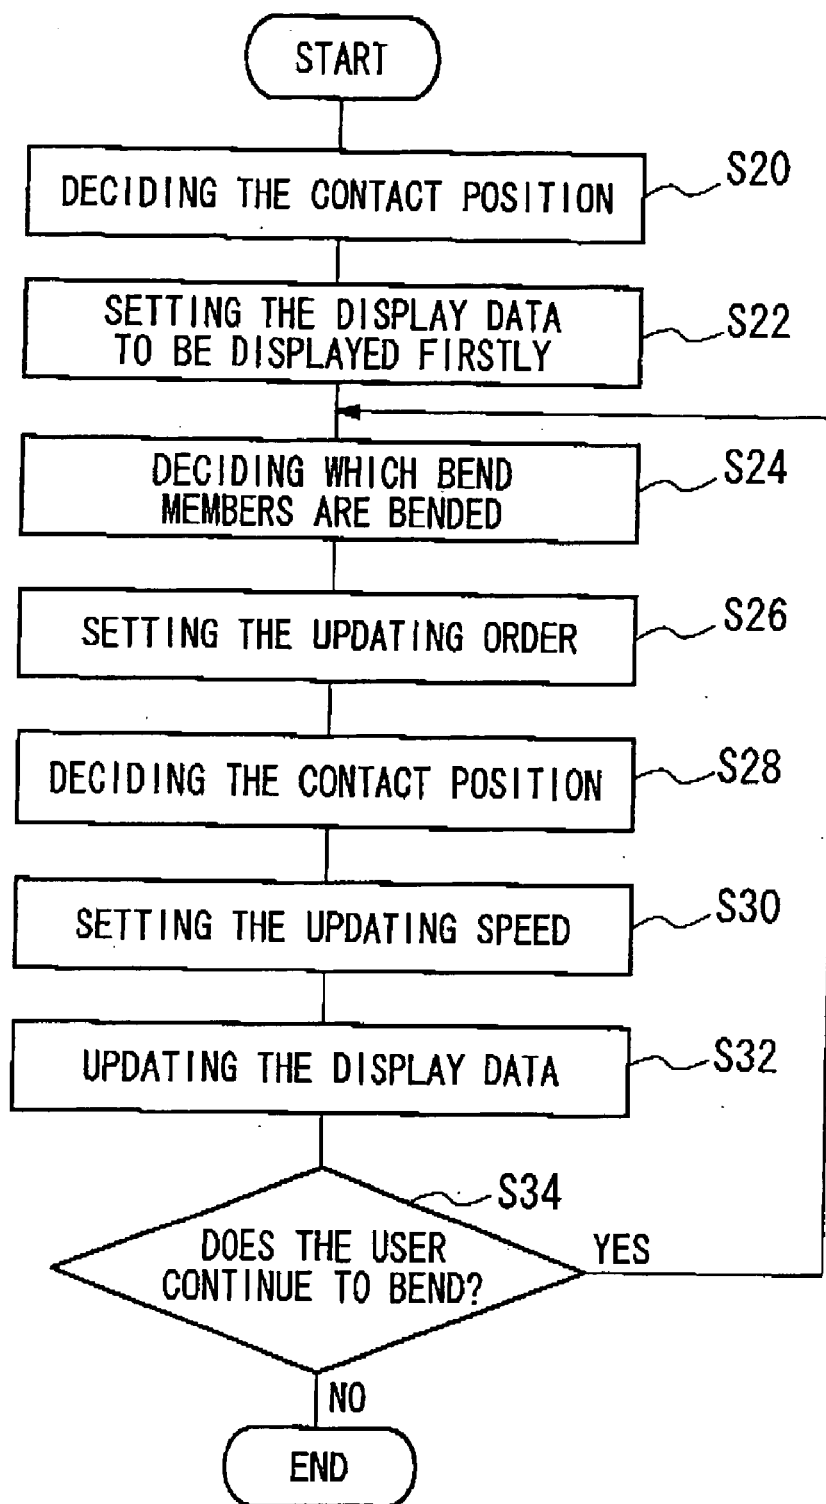 START
DECIDING THE CONTACT POSITION
S20
SETTING THE DISPLAY DATA
TO BE DISPLAYED FIRSTLY
S22
DECIDING WHICH BEND
MEMBERS ARE BENDED
S24
SETTING THE UPDATING ORDER
S26
DECIDING THE CONTACT POSITION
S28
SETTING THE UPDATING SPEED
S30
UPDATING THE DISPLAY DATA
S32
S34
DOES THE USER
CONTINUE TO BEND?
YES
NO
END